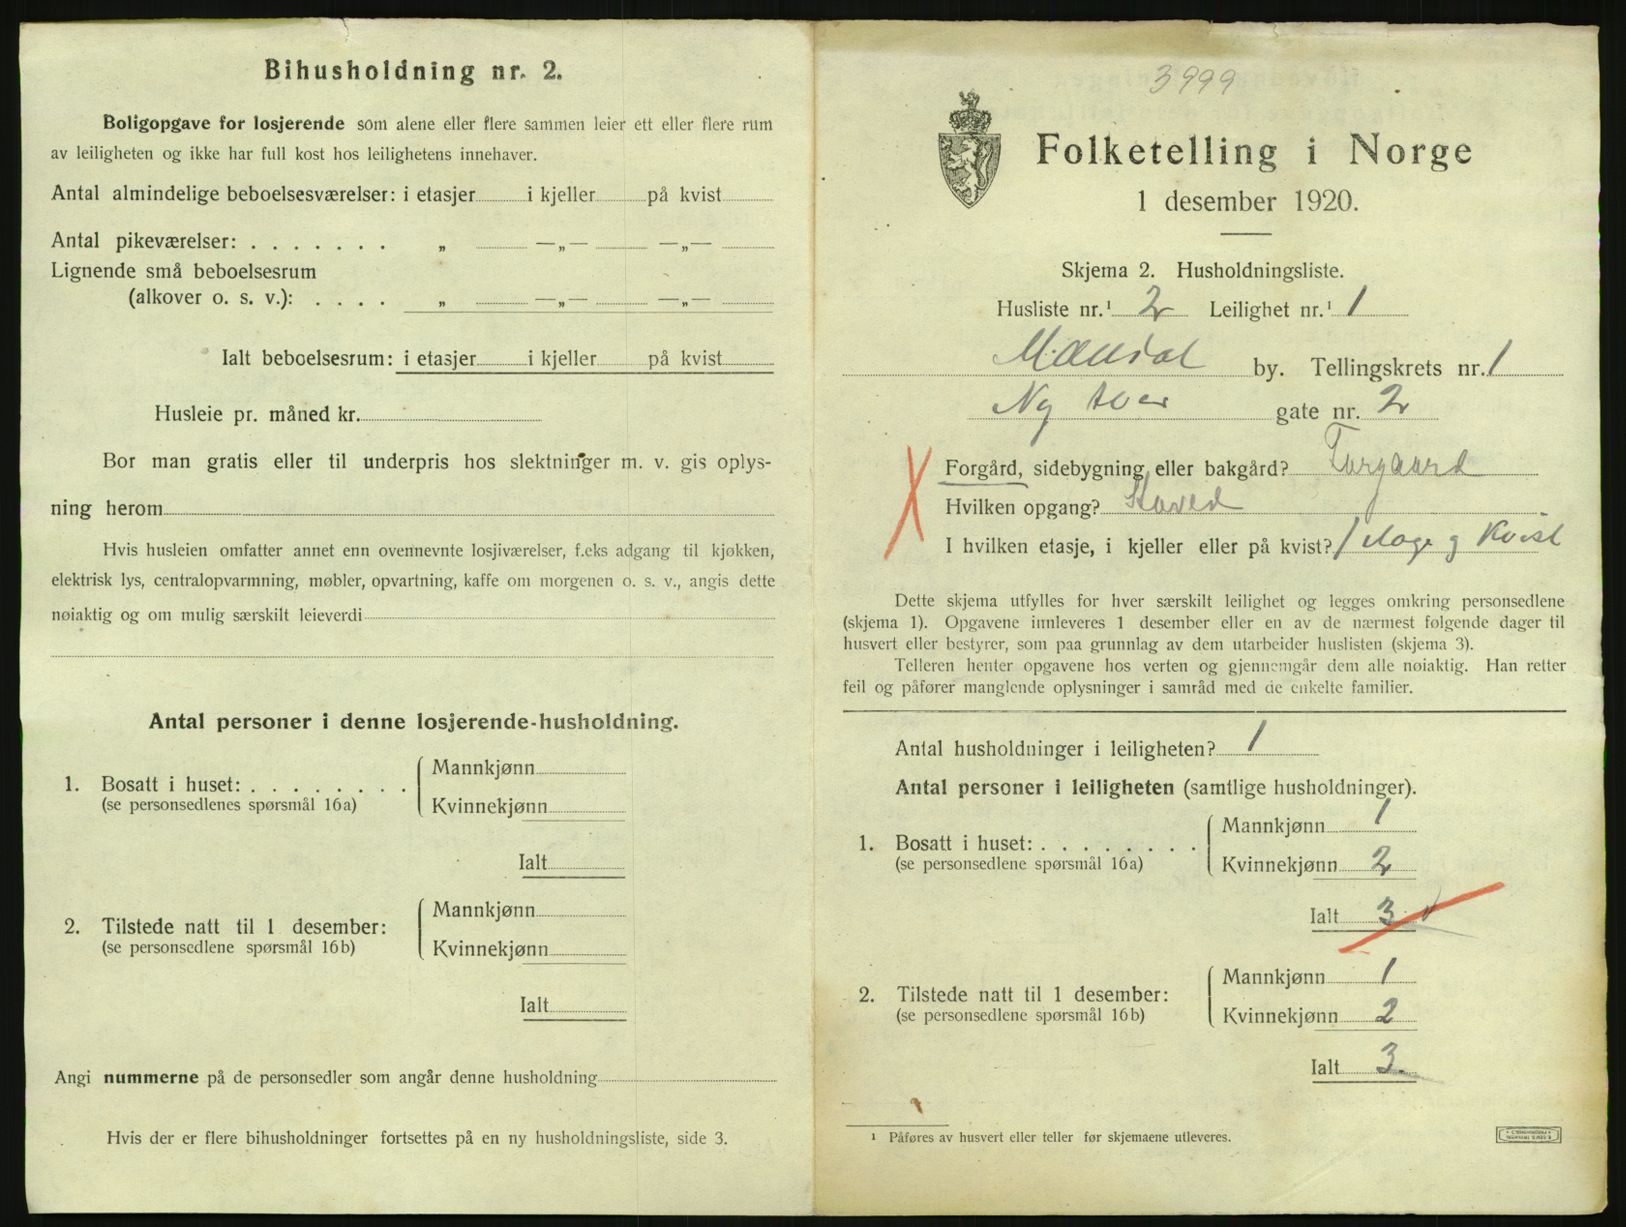 Bihusholdning nr. 2.
Boligopgave for losjerende som alene eller flere sammen leier ett eller flere rum
av leiligheten og ikke har full kost hos leilighetens innehaver.
Antal almindelige beboelsesværelser: i etasjer i kjeller på kvist
Antal pikeværelser: . . . . . . . „ —„— —„—
Lignende små beboelsesrum
(alkover o. s. v.): . . . . „ —„— —„—
Ialt beboelsesrum: i etasjer i kjeller på kvist
Husleie pr. måned kr.
Bor man gratis eller til underpris hos slektninger m. v. gis oplys-
ning herom
Hvis husleien omfatter annet enn ovennevnte losjiværelser, f.eks adgang til kjøkken,
elektrisk lys, centralopvarmning, møbler, opvartning, kaffe om morgenen o. s. v., angis dette
nøiaktig og om mulig særskilt leieverdi
Antal personer i denne losjerende-husholdning.
1. Bosatt i huset: . . . . . . . .
(se personsedlenes spørsmål 16a)
Mannkjønn
Kvinnekjønn
Ialt
2. Tilstede natt til 1 desember:
(se personsedlene spørsmål 16b)
Mannkjønn
Kvinnekjønn
Ialt
Angi nummerne på de personsedler som angår denne husholdning
Hvis der er flere bihusholdninger fortsettes på en ny husholdningsliste, side 3.
3999
Folketelling i Norge
1 desember 1920.
Skjema 2. Husholdningsliste.
Husliste nr.¹ 2 Leilighet nr.¹ 1
Mandal by. Tellingskrets nr. 1
Ny gate nr. 2
Forgård, sidebygning eller bakgård? Forgaard
Hvilken opgang? Hoved
I hvilken etasje, i kjeller eller på kvist? 1 etage og Kvist
Dette skjema utfylles for hver særskilt leilighet og legges omkring personsedlene
(skjema 1). Opgavene innleveres 1 desember eller en av de nærmest følgende dager til
husvert eller bestyrer, som paa grunnlag av dem utarbeider huslisten (skjema 3).
Telleren henter opgavene hos verten og gjennemgår dem alle nøiaktig. Han retter
feil og påfører manglende oplysninger i samråd med de enkelte familier.
Antal husholdninger i leiligheten? 1
Antal personer i leiligheten (samtlige husholdninger).
1. Bosatt i huset: . . . . . . . .
(se personsedlene spørsmål 16a)
Mannkjønn 1
Kvinnekjønn 2
Ialt 3
2. Tilstede natt til 1 desember:
(se personsedlene spørsmål 16b)
Mannkjønn 1
Kvinnekjønn 2
Ialt 3.
¹ Påføres av husvert eller teller før skjemaene utleveres.